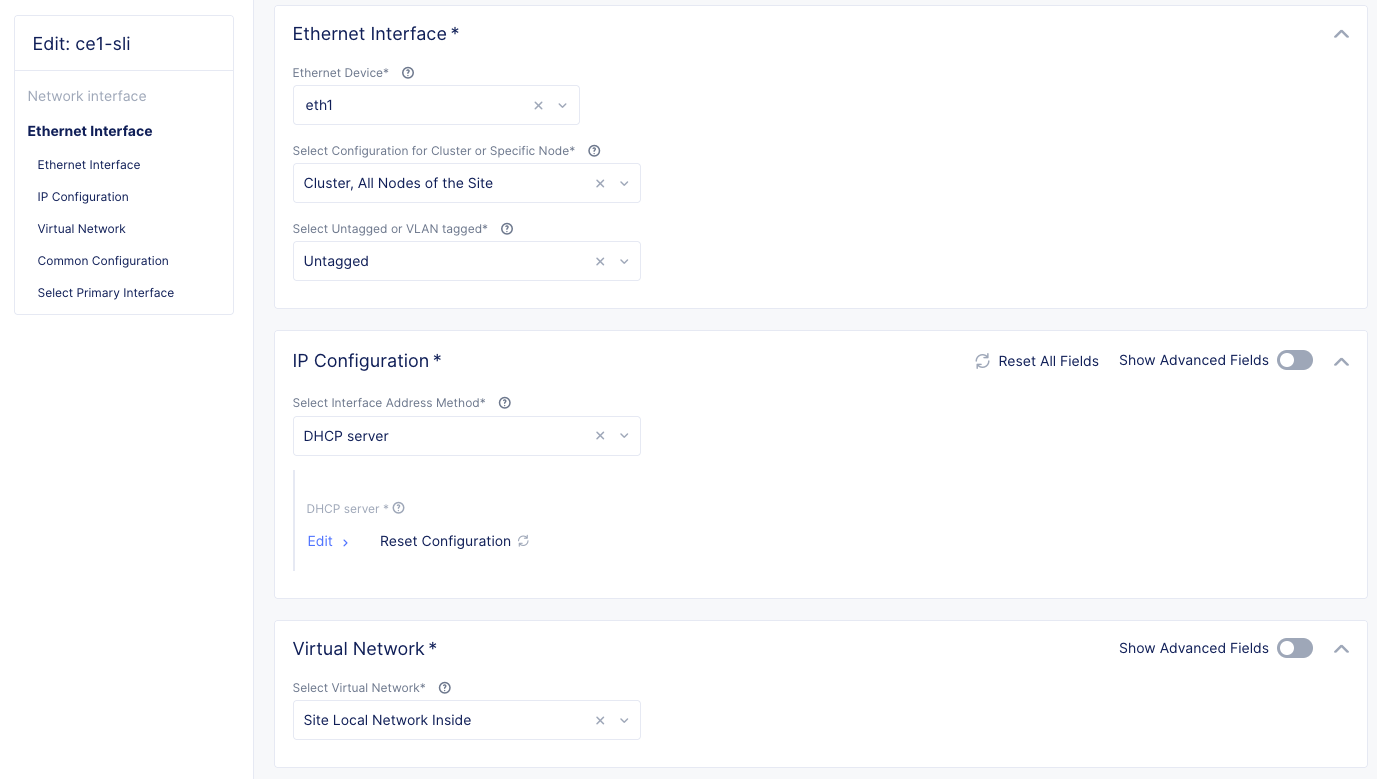 Edit: ce1-sli
Network interface
Ethernet Interface
Ethernet Interface
IP Configuration
Virtual Network
Common Configuration
Select Primary Interface
Ethernet Interface *
Ethernet Device*
eth1
Select Configuration for Cluster or Specific Node*
Cluster, All Nodes of the Site
Select Untagged or VLAN tagged*
Untagged
IP Configuration *
Reset All Fields
Show Advanced Fields
Select Interface Address Method*
DHCP server
DHCP server *
Edit
Reset Configuration
Virtual Network *
Show Advanced Fields
Select Virtual Network*
Site Local Network Inside